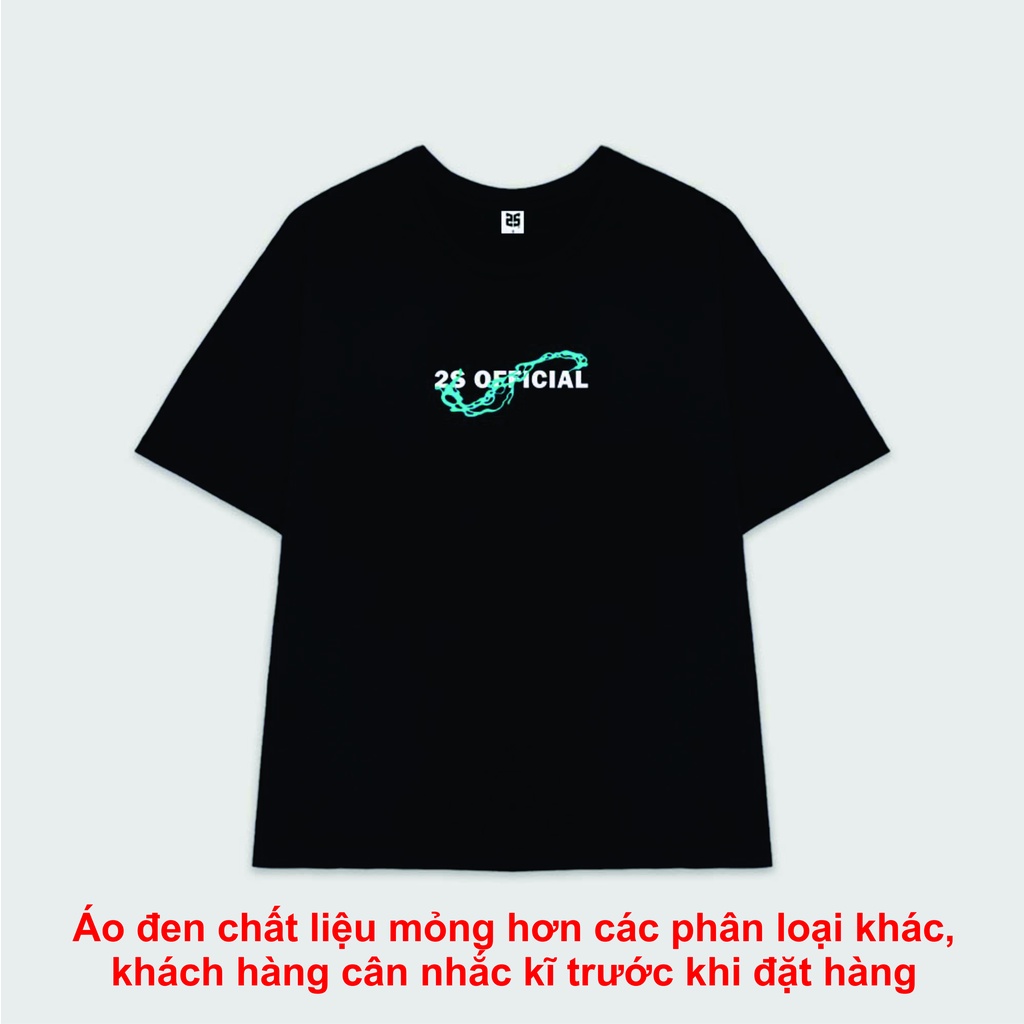 2S
2S OFFICIAL
Áo đen chất liệu mỏng hơn các phân loại khác,
khách hàng cân nhắc kĩ trước khi đặt hàng